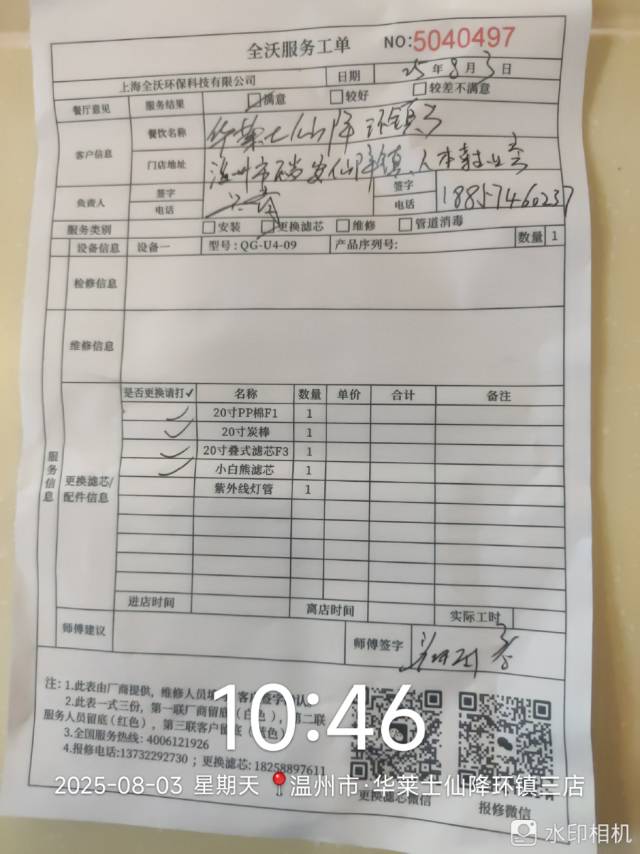 全沃服务工单 NO:5040497
上海全沃环保科技有限公司 日期 25年8月3日
餐厅意见 服务结果 满意 较好 较差不满意
客户信息 餐饮名称 华莱士仙降环镇三
门店地址 温州市瑞安仙降镇
负责人 签字 签字
电话 电话 18857460237
服务类别 安装 更换滤芯 维修 管道消毒
设备信息 设备一 型号:QG-U4-09 产品序列号: 数量 1
检修信息
维修信息
服务信息
更换滤芯/配件信息
是否更换请打✓ 名称 数量 单价 合计 备注
✓ 20寸PP棉F1 1
✓ 20寸炭棒 1
✓ 20寸叠式滤芯F3 1
✓ 小白熊滤芯 1
紫外线灯管 1
进店时间 离店时间 实际工时
师傅建议 师傅签字
注: 1.此表由厂商提供，维修人员填
2.此表一式三份，第一联厂商留底(白色)，第二联
服务人员留底(红色)，第三联客户留底
3.全国服务热线: 4006121926
4.报修电话:13732292730；更换滤芯: 18258897611
更换滤芯微信 报修微信
10:46
2025-08-03 星期天 温州市·华莱士仙降环镇三店
水印相机